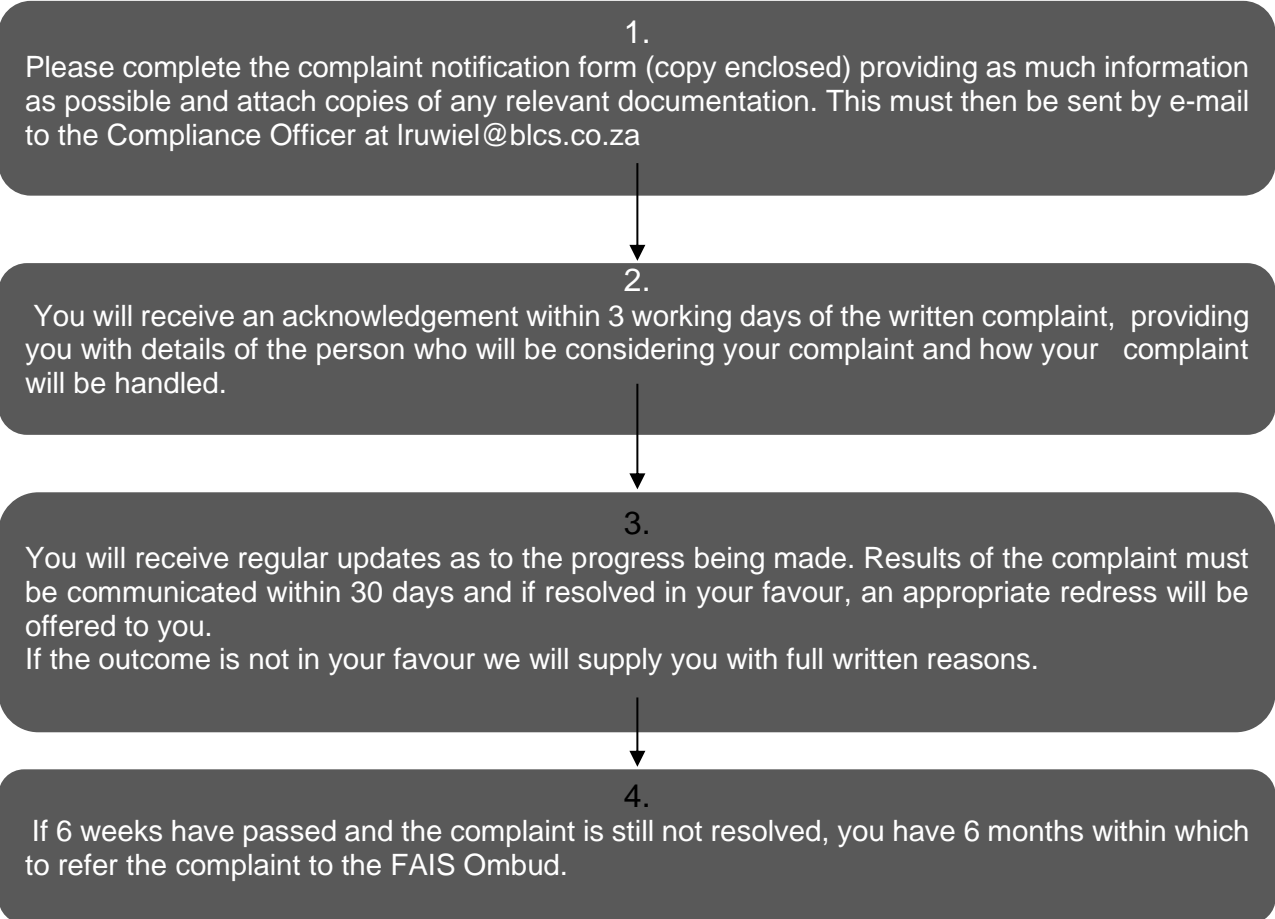 1.
Please complete the complaint notification form (copy enclosed) providing as much information
as possible and attach copies of any relevant documentation. This must then be sent by e-mail
to the Compliance Officer at lruwiel@blcs.co.za
2.
You will receive an acknowledgement within 3 working days of the written complaint, providing
you with details of the person who will be considering your complaint and how your complaint
will be handled.
3.
You will receive regular updates as to the progress being made. Results of the complaint must
be communicated within 30 days and if resolved in your favour, an appropriate redress will be
offered to you.
If the outcome is not in your favour we will supply you with full written reasons.
4.
If 6 weeks have passed and the complaint is still not resolved, you have 6 months within which
to refer the complaint to the FAIS Ombud.